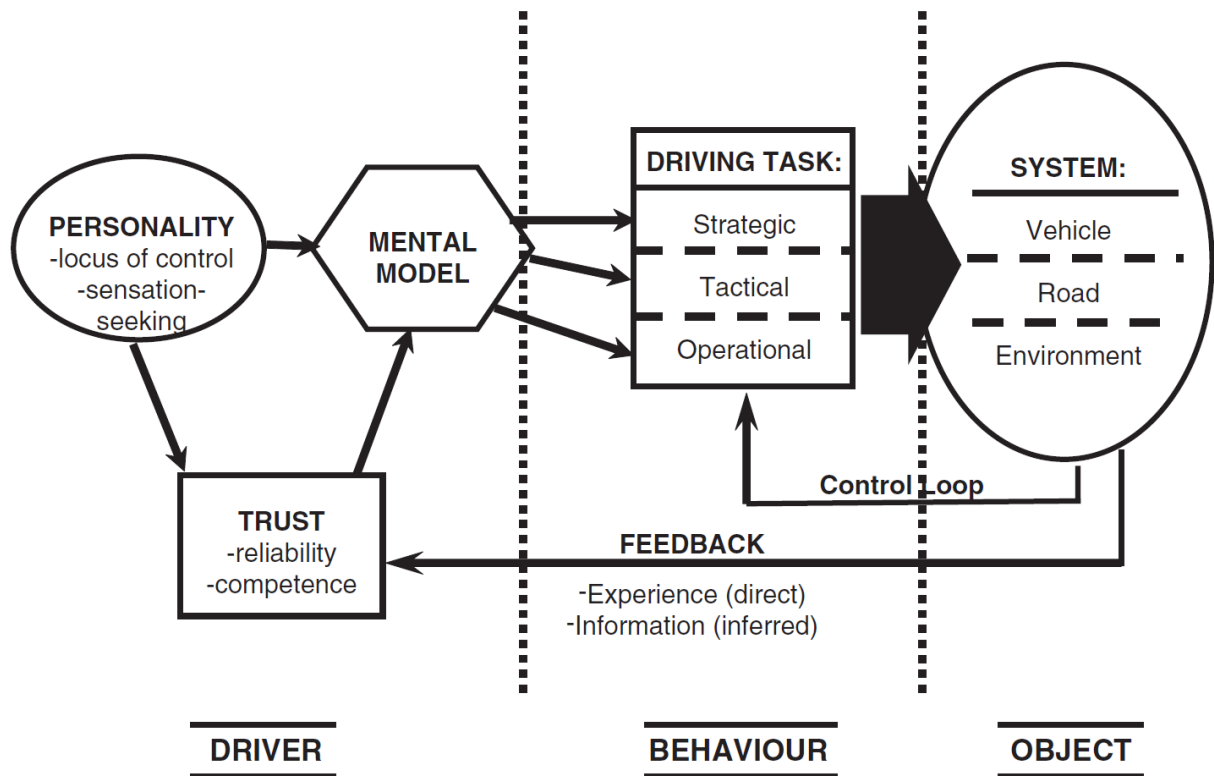 PERSONALITY
-locus of control
-sensation-
seeking
MENTAL
MODEL
TRUST
-reliability
-competence
DRIVING TASK:
Strategic
Tactical
Operational
SYSTEM:
Vehicle
Road
Environment
Control Loop
FEEDBACK
-Experience (direct)
-Information (inferred)
DRIVER
BEHAVIOUR
OBJECT